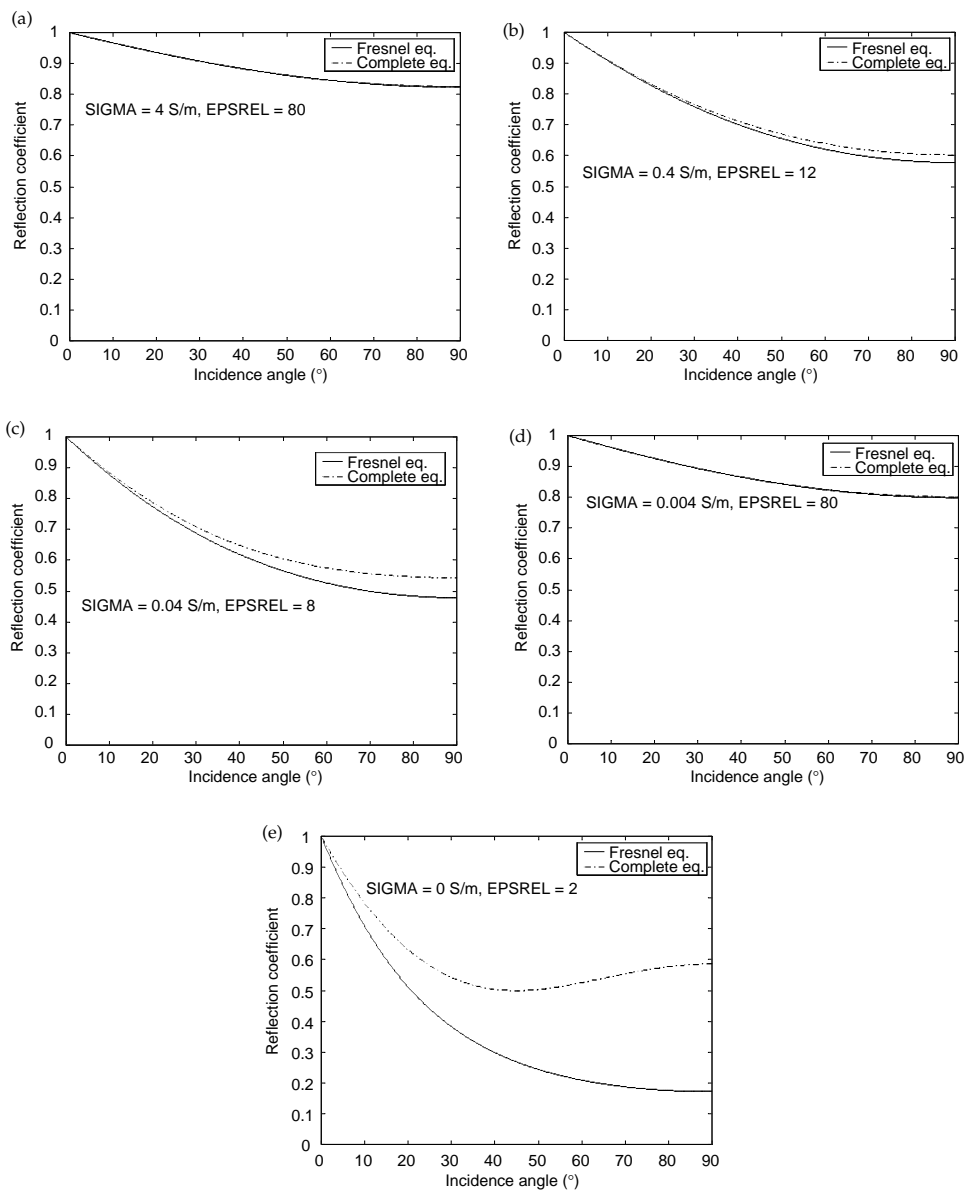 (a)
1
0.9
0.8
0.7
0.6
0.5
0.4
0.3
0.2
0.1
0
Reflection coefficient
Fresnel eq.
Complete eq.
SIGMA = 4 S/m, EPSREL = 80
0 10 20 30 40 50 60 70 80 90
Incidence angle (°)
(b)
1
0.9
0.8
0.7
0.6
0.5
0.4
0.3
0.2
0.1
0
Reflection coefficient
Fresnel eq.
Complete eq.
SIGMA = 0.4 S/m, EPSREL = 12
0 10 20 30 40 50 60 70 80 90
Incidence angle (°)
(c)
1
0.9
0.8
0.7
0.6
0.5
0.4
0.3
0.2
0.1
0
Reflection coefficient
Fresnel eq.
Complete eq.
SIGMA = 0.04 S/m, EPSREL = 8
0 10 20 30 40 50 60 70 80 90
Incidence angle (°)
(d)
1
0.9
0.8
0.7
0.6
0.5
0.4
0.3
0.2
0.1
0
Reflection coefficient
Fresnel eq.
Complete eq.
SIGMA = 0.004 S/m, EPSREL = 80
0 10 20 30 40 50 60 70 80 90
Incidence angle (°)
(e)
1
0.9
0.8
0.7
0.6
0.5
0.4
0.3
0.2
0.1
0
Reflection coefficient
Fresnel eq.
Complete eq.
SIGMA = 0 S/m, EPSREL = 2
0 10 20 30 40 50 60 70 80 90
Incidence angle (°)